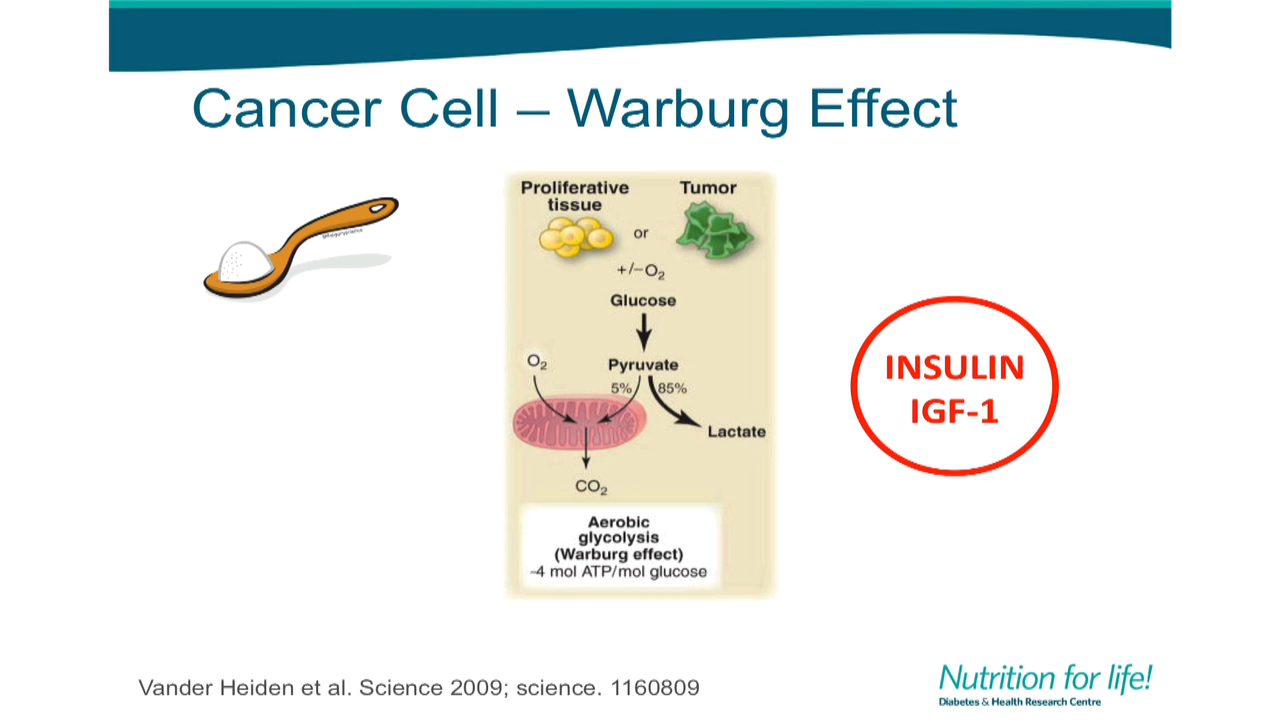 Cancer Cell – Warburg Effect
Proliferative
tissue
Tumor
or
+/–O₂
Glucose
O₂
Pyruvate
5%
85%
Lactate
CO₂
INSULIN
IGF-1
Aerobic
glycolysis
(Warburg effect)
~4 mol ATP/mol glucose
Vander Heiden et al. Science 2009; science. 1160809
Nutrition for life!
Diabetes & Health Research Centre